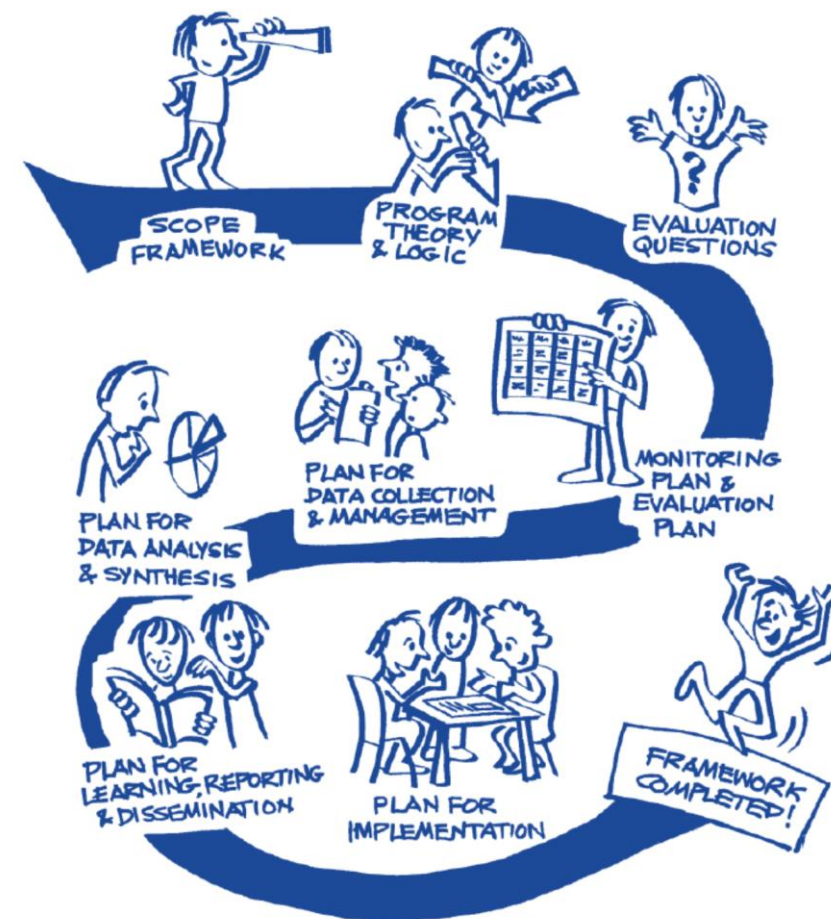 SCOPE
FRAMEWORK
PROGRAM
THEORY
& LOGIC
?
EVALUATION
QUESTIONS
MONITORING
PLAN &
EVALUATION
PLAN
PLAN FOR
DATA COLLECTION
& MANAGEMENT
PLAN FOR
DATA ANALYSIS
& SYNTHESIS
PLAN FOR
LEARNING, REPORTING
& DISSEMINATION
PLAN FOR
IMPLEMENTATION
FRAMEWORK
COMPLETED!